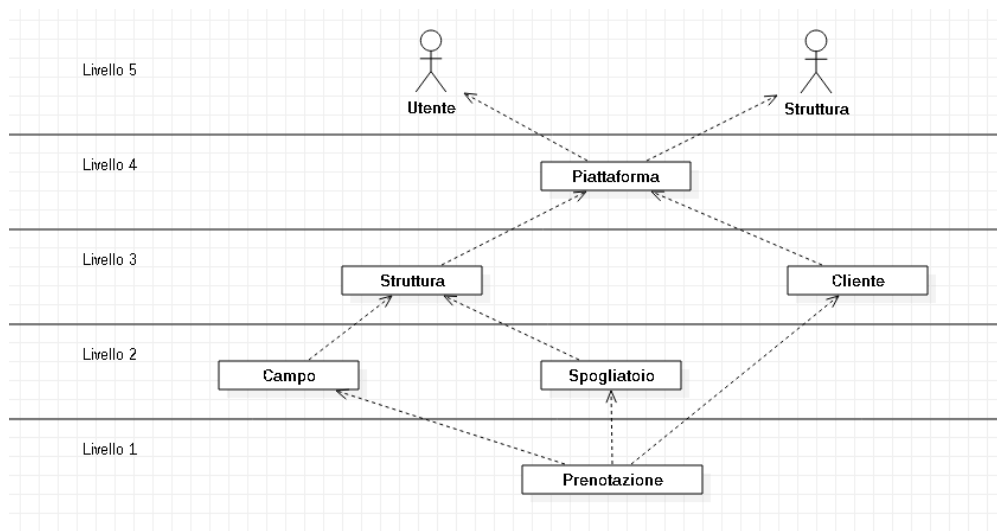 Livello 5
Utente
Struttura
Livello 4
Piattaforma
Livello 3
Struttura
Cliente
Livello 2
Campo
Spogliatoio
Livello 1
Prenotazione